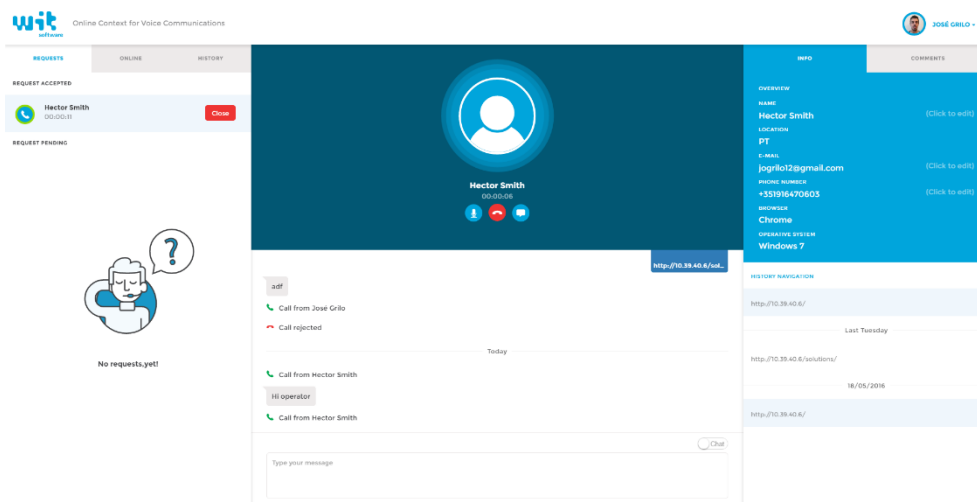 wit
software
Online Context for Voice Communications
JOSÉ GRILO
REQUESTS
ONLINE
HISTORY
REQUEST ACCEPTED
Hector Smith
00:00:11
Close
REQUEST PENDING
?
No requests,yet!
Hector Smith
00:00:06
http://10.39.40.6/sol...
adf
Call from José Grilo
Call rejected
Today
Call from Hector Smith
Hi operator
Call from Hector Smith
Chat
Type your message
INFO
COMMENTS
OVERVIEW
NAME
Hector Smith
(Click to edit)
LOCATION
PT
E-MAIL
jogrilo12@gmail.com
(Click to edit)
PHONE NUMBER
+351916470603
(Click to edit)
BROWSER
Chrome
OPERATIVE SYSTEM
Windows 7
HISTORY NAVIGATION
http://10.39.40.6/
Last Tuesday
http://10.39.40.6/solutions/
18/05/2016
http://10.39.40.6/